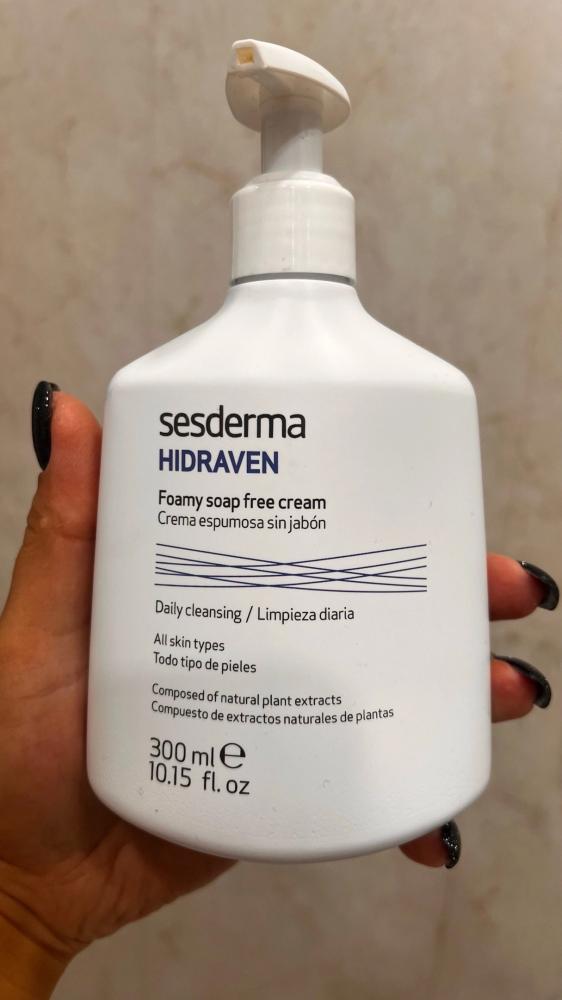 sesderma
HIDRAVEN
Foamy soap free cream
Crema espumosa sin jabón
Daily cleansing / Limpieza diaria
All skin types
Todo tipo de pieles
Composed of natural plant extracts
Compuesto de extractos naturales de plantas
300 ml ℮
10.15 fl. oz